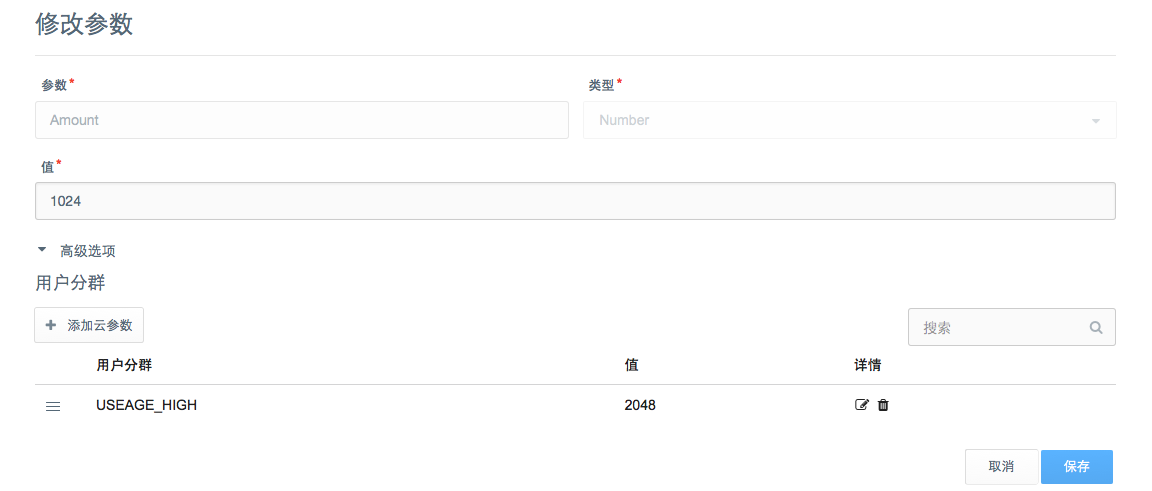 修改参数
参数* 类型*
Amount Number
值*
1024
高级选项
用户分群
添加云参数 搜索
用户分群 值 详情
USEAGE_HIGH 2048
取消 保存